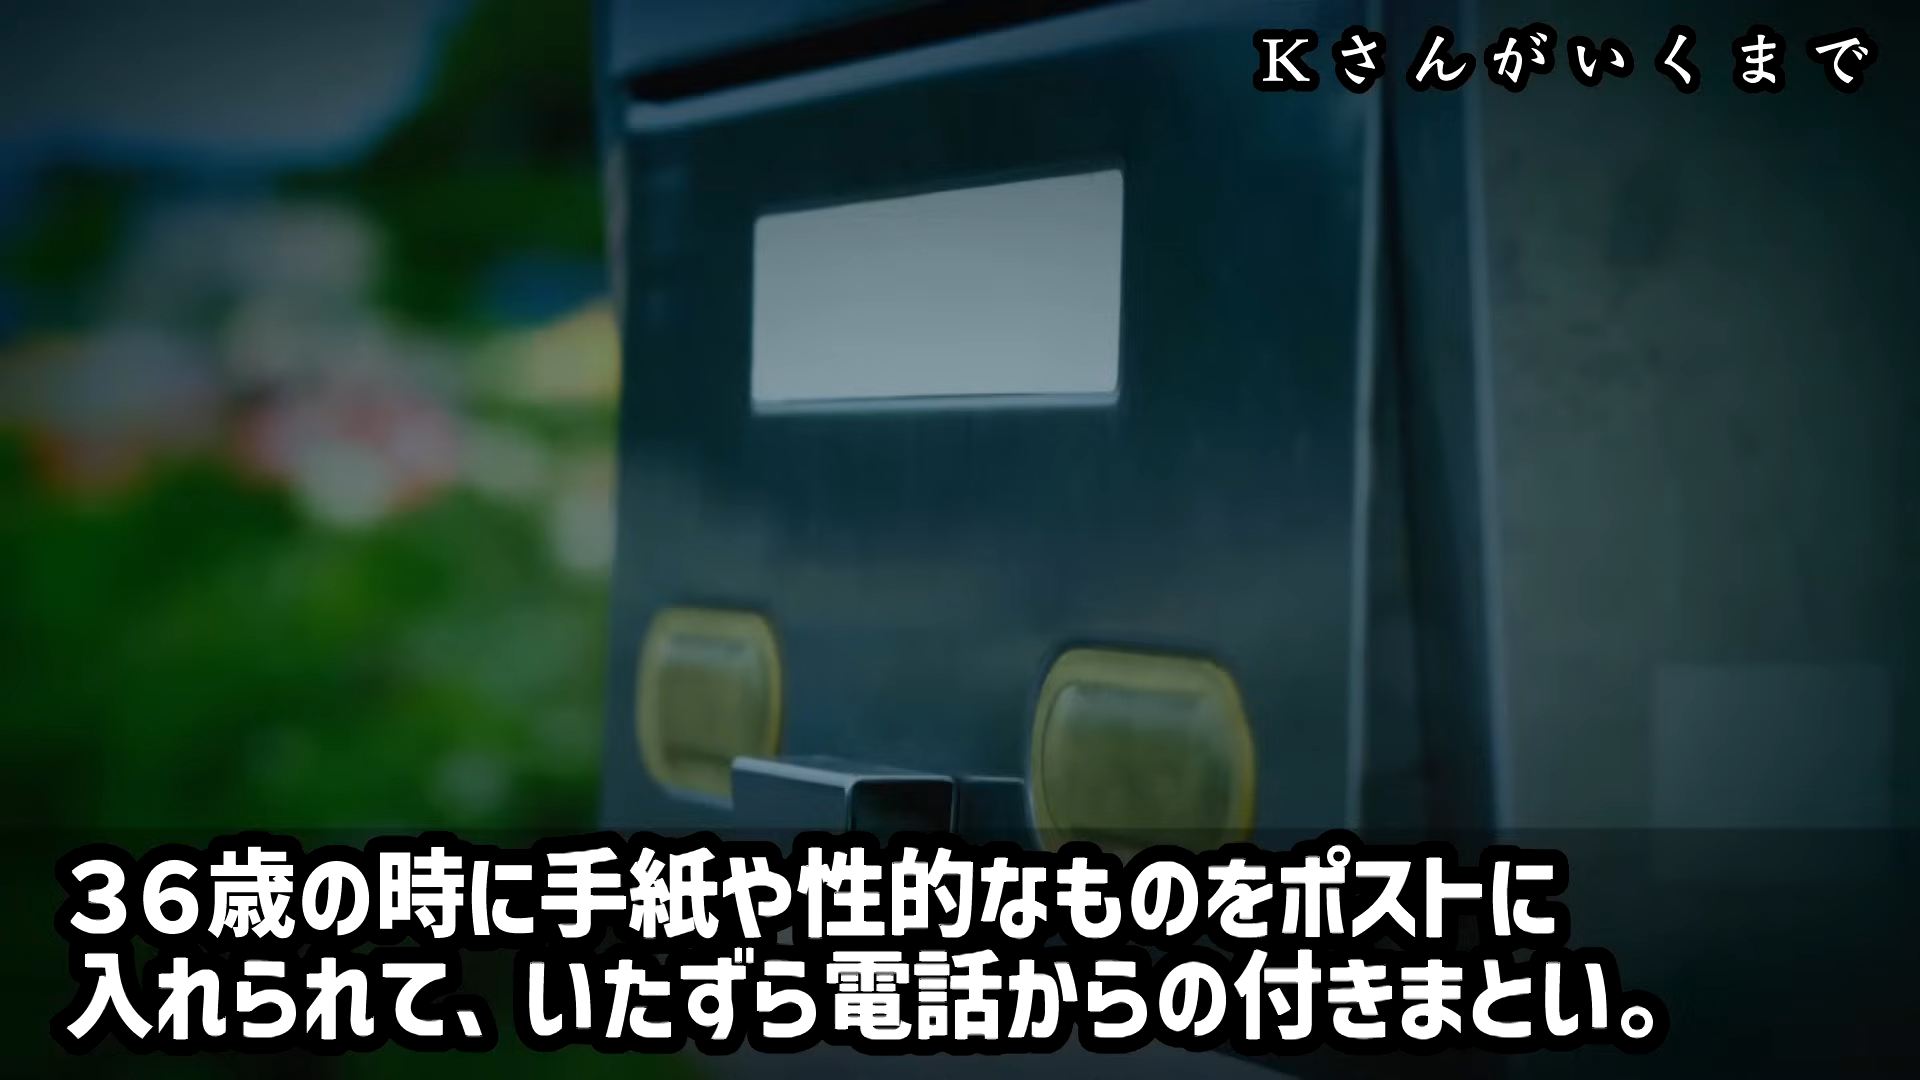 Kさんがいくまで
３６歳の時に手紙や性的なものをポストに
入れられて、いたずら電話からの付きまとい。